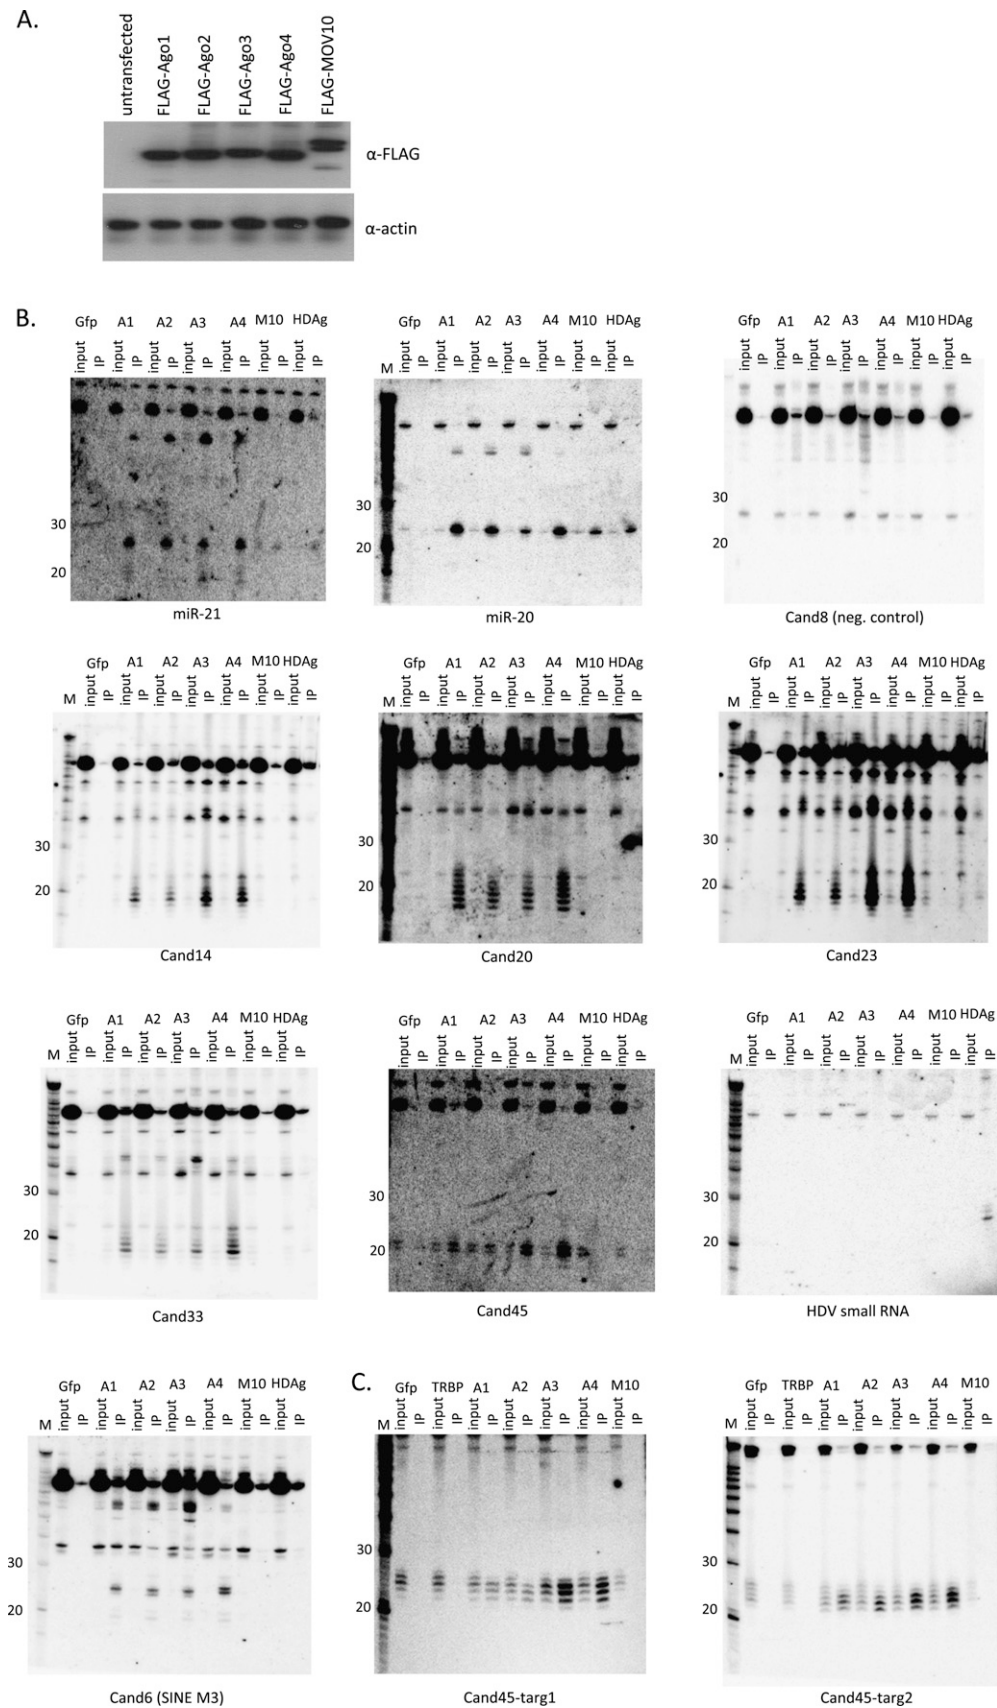 A.
untransfected
FLAG-Ago1
FLAG-Ago2
FLAG-Ago3
FLAG-Ago4
FLAG-MOV10
α-FLAG
α-actin
B.
Gfp A1 A2 A3 A4 M10 HDAg
input IP input IP input IP input IP input IP input IP input IP
30
20
miR-21
Gfp A1 A2 A3 A4 M10 HDAg
M input IP input IP input IP input IP input IP input IP input IP
30
20
miR-20
Gfp A1 A2 A3 A4 M10 HDAg
input IP input IP input IP input IP input IP input IP input IP
30
20
Cand8 (neg. control)
Gfp A1 A2 A3 A4 M10 HDAg
M input IP input IP input IP input IP input IP input IP input IP
30
20
Cand14
Gfp A1 A2 A3 A4 M10 HDAg
M input IP input IP input IP input IP input IP input IP input IP
30
20
Cand20
Gfp A1 A2 A3 A4 M10 HDAg
M input IP input IP input IP input IP input IP input IP input IP
30
20
Cand23
Gfp A1 A2 A3 A4 M10 HDAg
M input IP input IP input IP input IP input IP input IP input IP
30
20
Cand33
Gfp A1 A2 A3 A4 M10 HDAg
input IP input IP input IP input IP input IP input IP input IP
30
20
Cand45
Gfp A1 A2 A3 A4 M10 HDAg
M input IP input IP input IP input IP input IP input IP input IP
30
20
HDV small RNA
Gfp A1 A2 A3 A4 M10 HDAg
M input IP input IP input IP input IP input IP input IP input IP
30
20
Cand6 (SINE M3)
C.
Gfp TRBP A1 A2 A3 A4 M10
M input IP input IP input IP input IP input IP input IP input IP
30
20
Cand45-targ1
Gfp TRBP A1 A2 A3 A4 M10
M input IP input IP input IP input IP input IP input IP input IP
30
20
Cand45-targ2